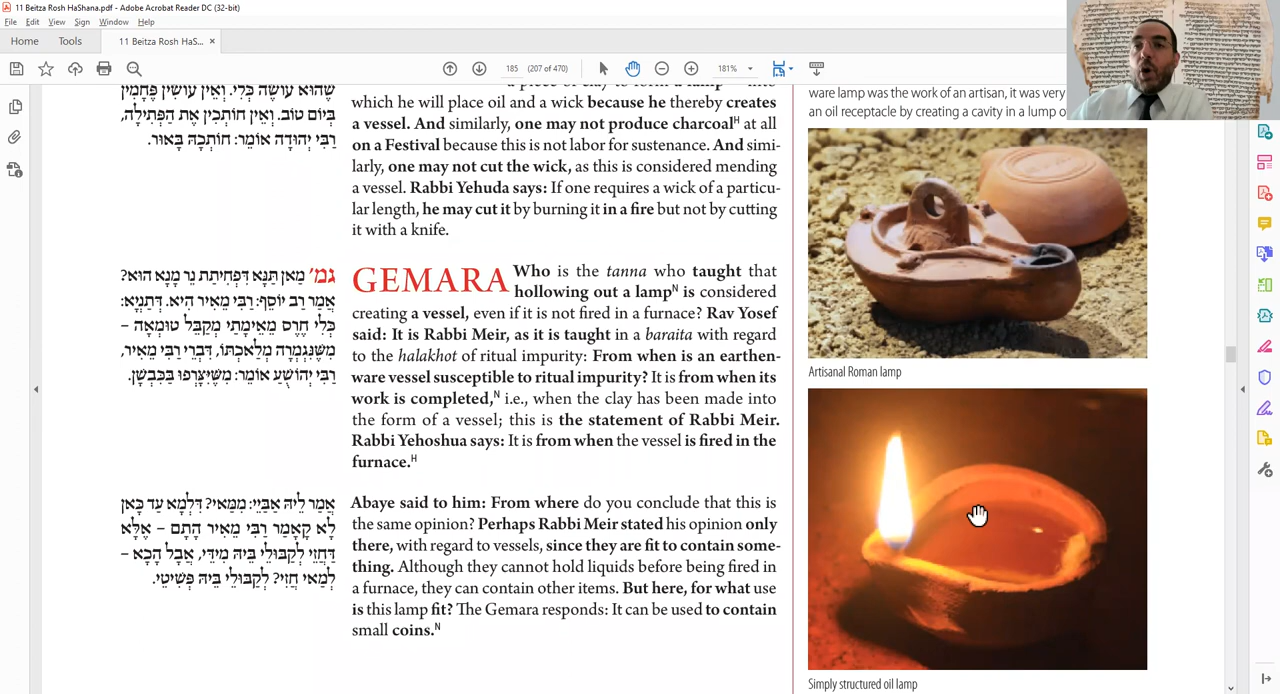 11 Beitza Rosh HaShana.pdf - Adobe Acrobat Reader DC (32-bit)
File Edit View Sign Window Help
Home Tools 11 Beitza Rosh HaS... ×
185 (207 of 470) 181%
שֶׁהוּא עוֹשֶׂה כְּלִי. וְאֵין עוֹשִׂין פֶּחָמִין
בְּיוֹם טוֹב. וְאֵין חוֹתְכִין אֶת הַפְּתִילָה,
רַבִּי יְהוּדָה אוֹמֵר: חוֹתְכָהּ בָּאוּר.
which he will place oil and a wick because he thereby creates
a vessel. And similarly, one may not produce charcoalᴴ at all
on a Festival because this is not labor for sustenance. And simi-
larly, one may not cut the wick, as this is considered mending
a vessel. Rabbi Yehuda says: If one requires a wick of a particu-
lar length, he may cut it by burning it in a fire but not by cutting
it with a knife.
גמ׳ מַאן תַּנָּא דִּפְחִיתַת נֵר מָנָא הוּא?
אֲמַר רַב יוֹסֵף: רַבִּי מֵאִיר הִיא. דִּתַנְיָא:
כְּלֵי חֶרֶס מֵאֵימָתַי מְקַבֵּל טוּמְאָה –
מִשֶּׁנִּגְמְרָה מְלַאכְתּוֹ, דִּבְרֵי רַבִּי מֵאִיר,
רַבִּי יְהוֹשֻׁעַ אוֹמֵר: מִשֶּׁיִּצָּרְפוּ בַּכִּבְשָׁן.
GEMARA Who is the tanna who taught that
hollowing out a lampᴺ is considered
creating a vessel, even if it is not fired in a furnace? Rav Yosef
said: It is Rabbi Meir, as it is taught in a baraita with regard
to the halakhot of ritual impurity: From when is an earthen-
ware vessel susceptible to ritual impurity? It is from when its
work is completed,ᴺ i.e., when the clay has been made into
the form of a vessel; this is the statement of Rabbi Meir.
Rabbi Yehoshua says: It is from when the vessel is fired in the
furnace.ᴴ
אֲמַר לֵיהּ אַבַּיֵי: מִמַּאי? דִּלְמָא עַד כָּאן
לָא קָאָמַר רַבִּי מֵאִיר הָתָם – אֶלָּא
דַּחֲזֵי לְקַבּוֹלֵי בֵּיהּ מִידֵּי, אֲבָל הָכָא –
לְמַאי חֲזִי? לְקַבּוֹלֵי בֵּיהּ פְּשִׁיטֵי.
Abaye said to him: From where do you conclude that this is
the same opinion? Perhaps Rabbi Meir stated his opinion only
there, with regard to vessels, since they are fit to contain some-
thing. Although they cannot hold liquids before being fired in
a furnace, they can contain other items. But here, for what use
is this lamp fit? The Gemara responds: It can be used to contain
small coins.ᴺ
ware lamp was the work of an artisan, it was very
an oil receptacle by creating a cavity in a lump o
Artisanal Roman lamp
Simply structured oil lamp